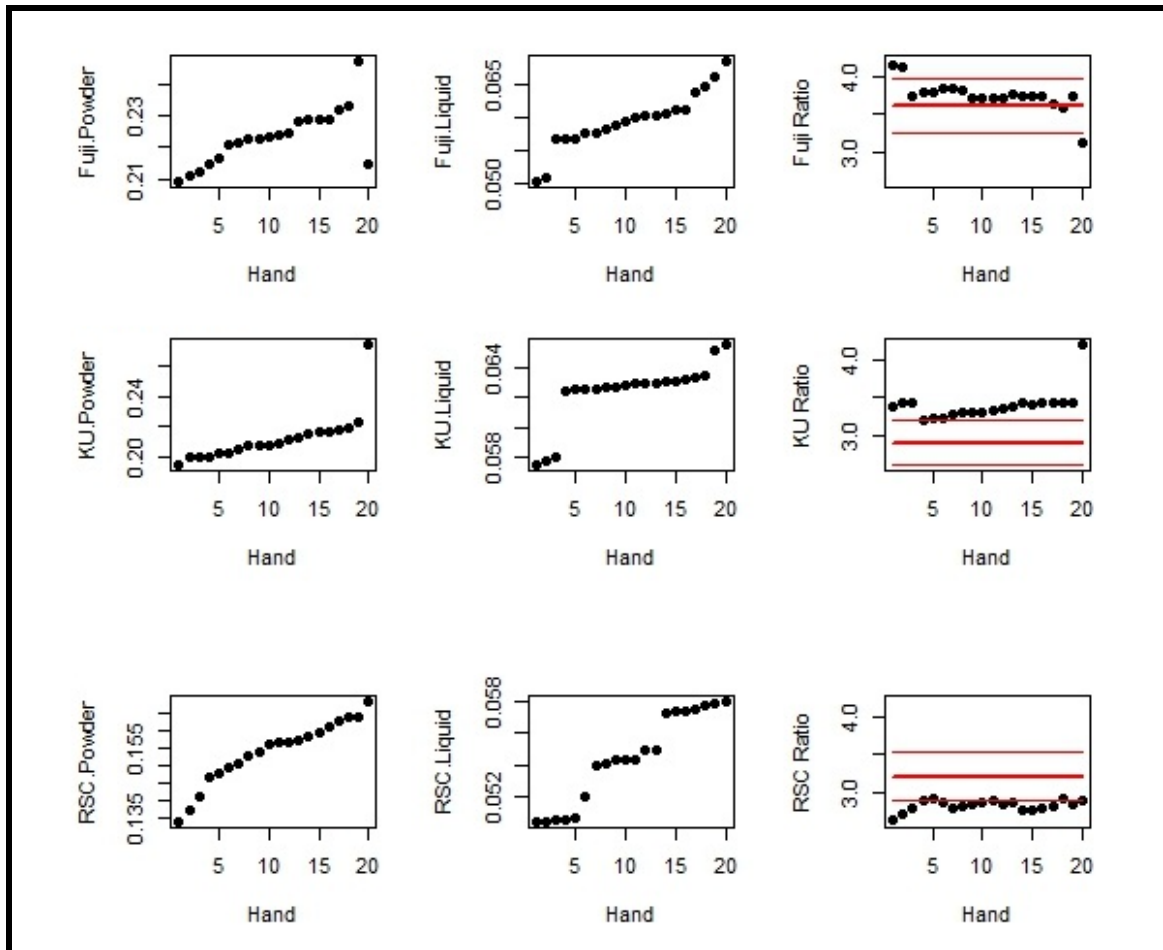 Fuji.Powder
0.21 0.23
5 10 15 20
Hand
Fuji.Liquid
0.050 0.065
5 10 15 20
Hand
Fuji Ratio
3.0 4.0
5 10 15 20
Hand
KU.Powder
0.20 0.24
5 10 15 20
Hand
KU.Liquid
0.058 0.064
5 10 15 20
Hand
KU Ratio
3.0 4.0
5 10 15 20
Hand
RSC.Powder
0.135 0.155
5 10 15 20
Hand
RSC.Liquid
0.052 0.058
5 10 15 20
Hand
RSC Ratio
3.0 4.0
5 10 15 20
Hand